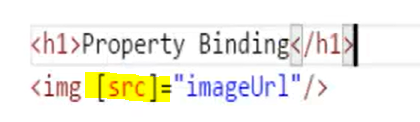 <h1>Property Binding</h1>
<img [src]="imageUrl"/>